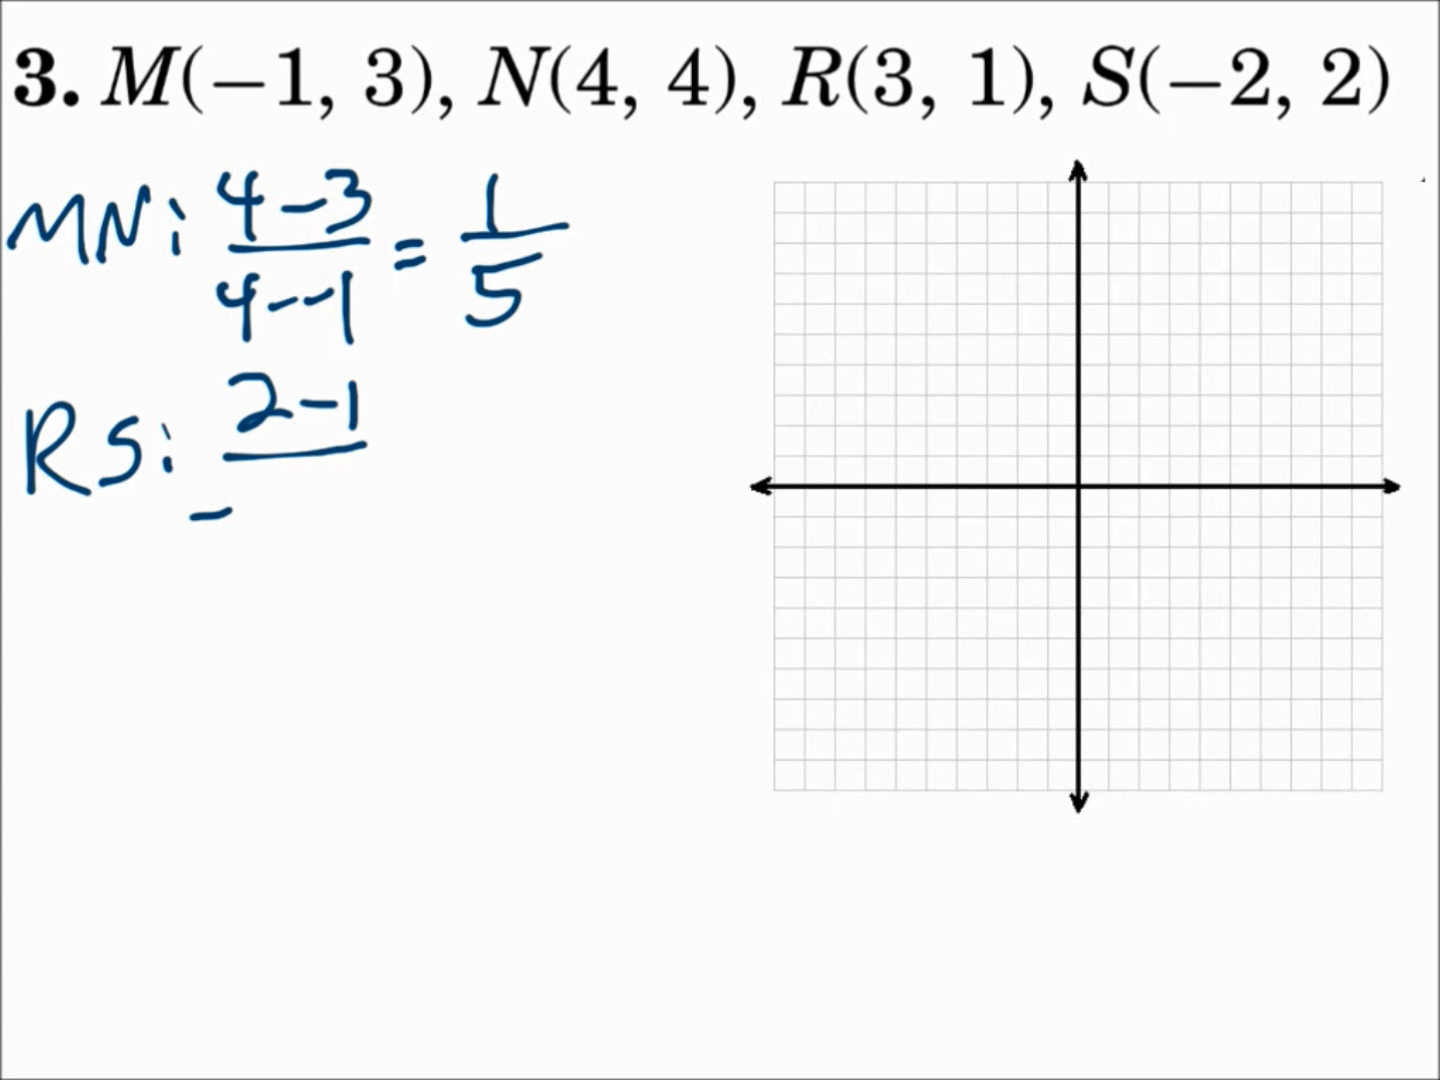 3. M(−1, 3), N(4, 4), R(3, 1), S(−2, 2)
MN: 4-3
4--1
= 1
5
RS: 2-1
-